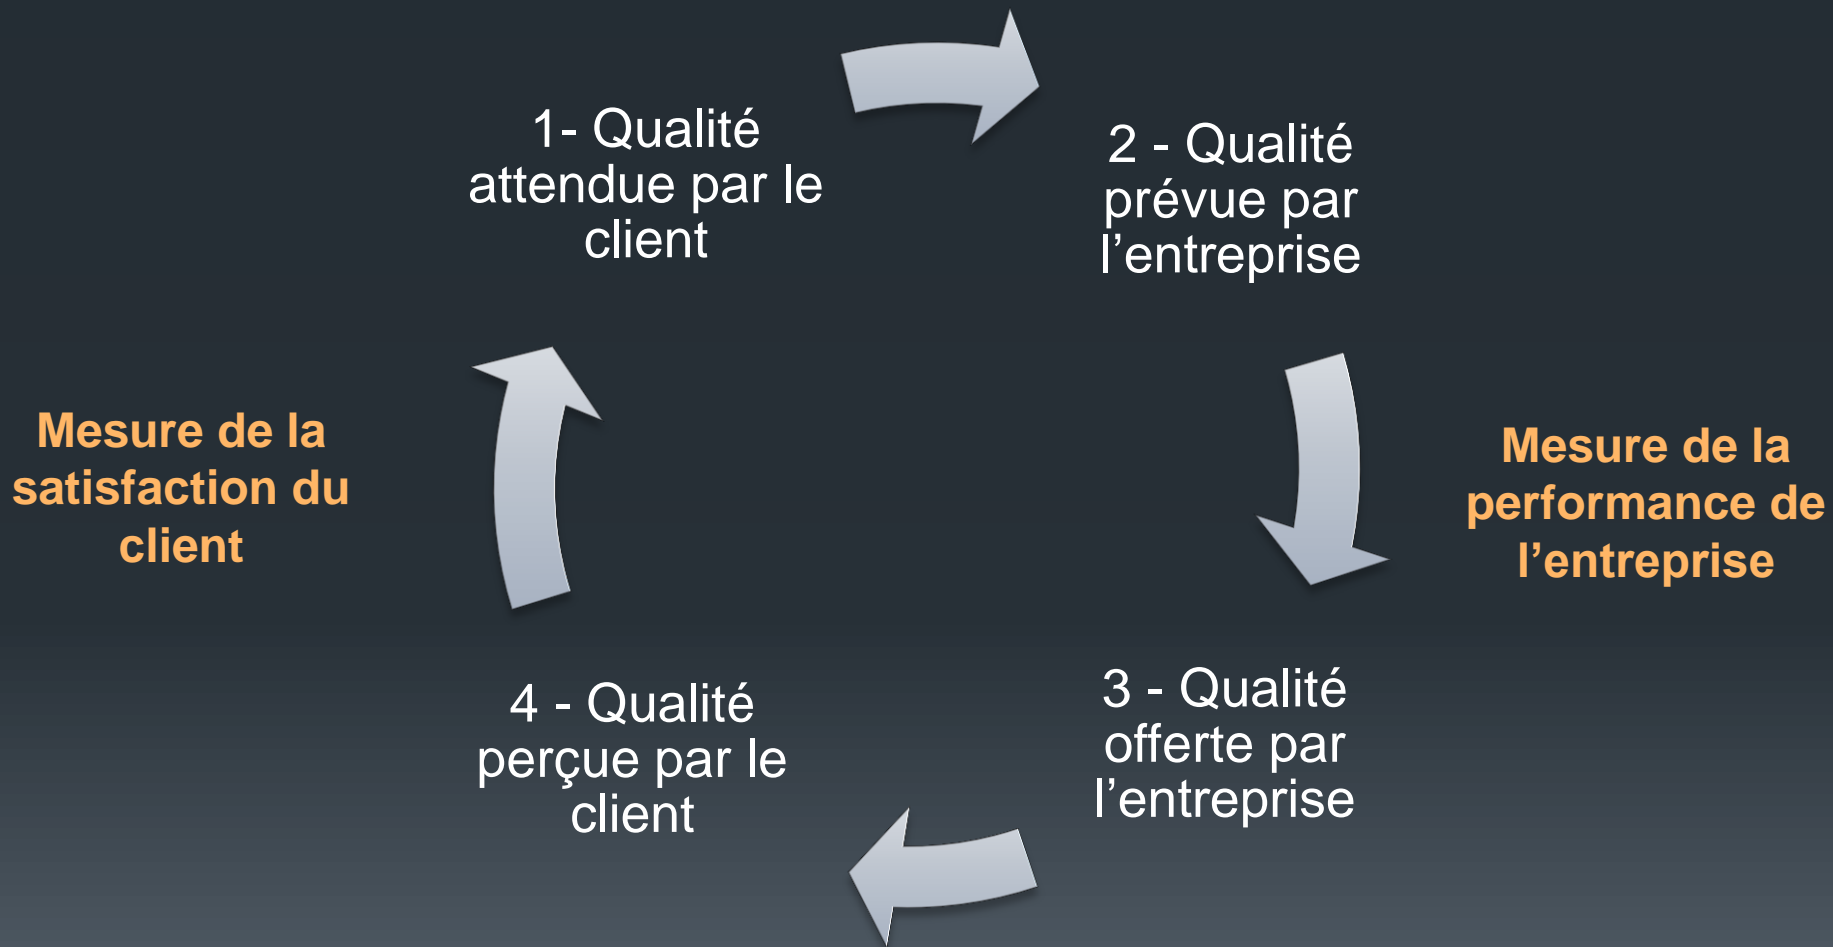 1- Qualité
attendue par le
client
2 - Qualité
prévue par
l’entreprise
Mesure de la
satisfaction du
client
Mesure de la
performance de
l’entreprise
4 - Qualité
perçue par le
client
3 - Qualité
offerte par
l’entreprise